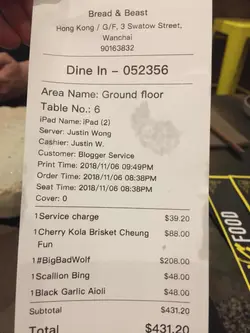 Bread & Beast
Hong Kong / G/F, 3 Swatow Street,
Wanchai
90163832
Dine In – 052356
Area Name: Ground floor
Table No.: 6
iPad Name: iPad (2)
Server: Justin Wong
Cashier: Justin W.
Customer: Blogger Service
Print Time: 2018/11/06 09:49PM
Order Time: 2018/11/06 08:38PM
Seat Time: 2018/11/06 08:38PM
Cover: 0
1 Service charge $39.20
1 Cherry Kola Brisket Cheung $88.00
Fun
1 #BigBadWolf $208.00
1 Scallion Bing $48.00
1 Black Garlic Aioli $48.00
Subtotal $431.20
Total $431.20
FOOD